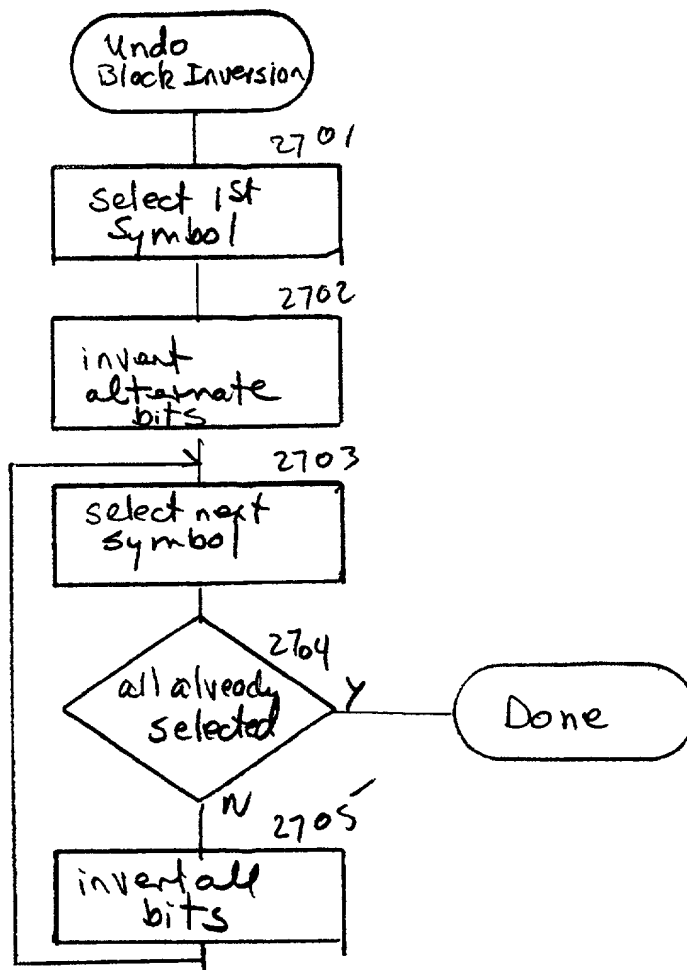 Undo
Block Inversion
2701
select 1st
symbol
2702
invert
alternate
bits
2703
select next
symbol
2704
all already
selected
Y
Done
N
2705
invert all
bits